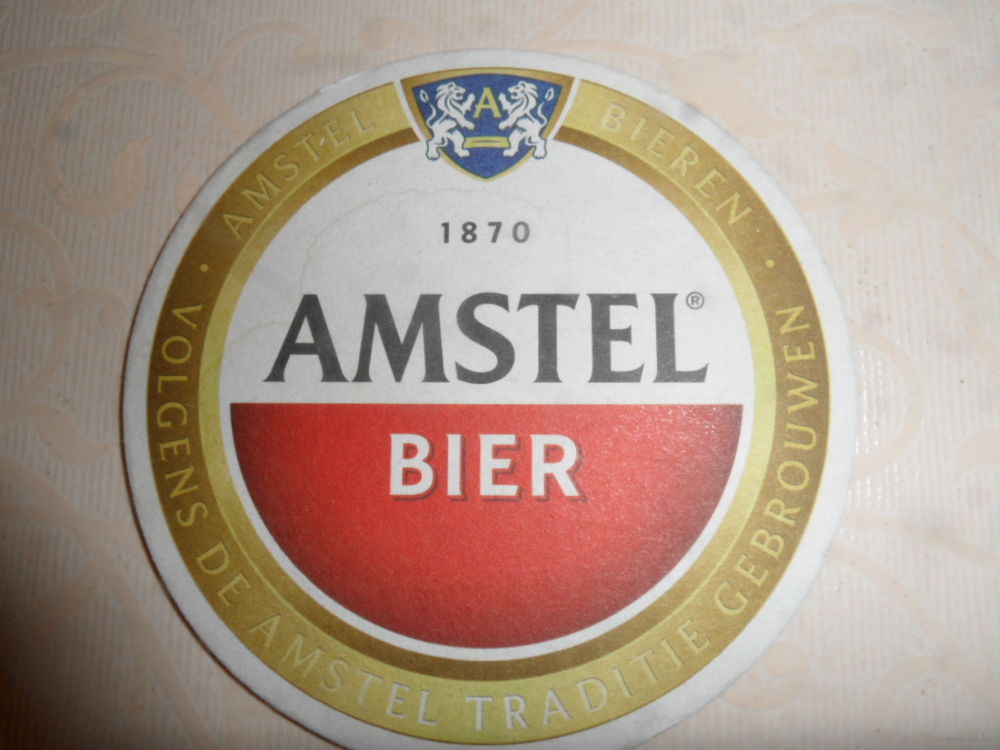 A
AMSTEL BIEREN
1870
AMSTEL®
BIER
· VOLGENS DE AMSTEL TRADITIE GEBROUWEN ·